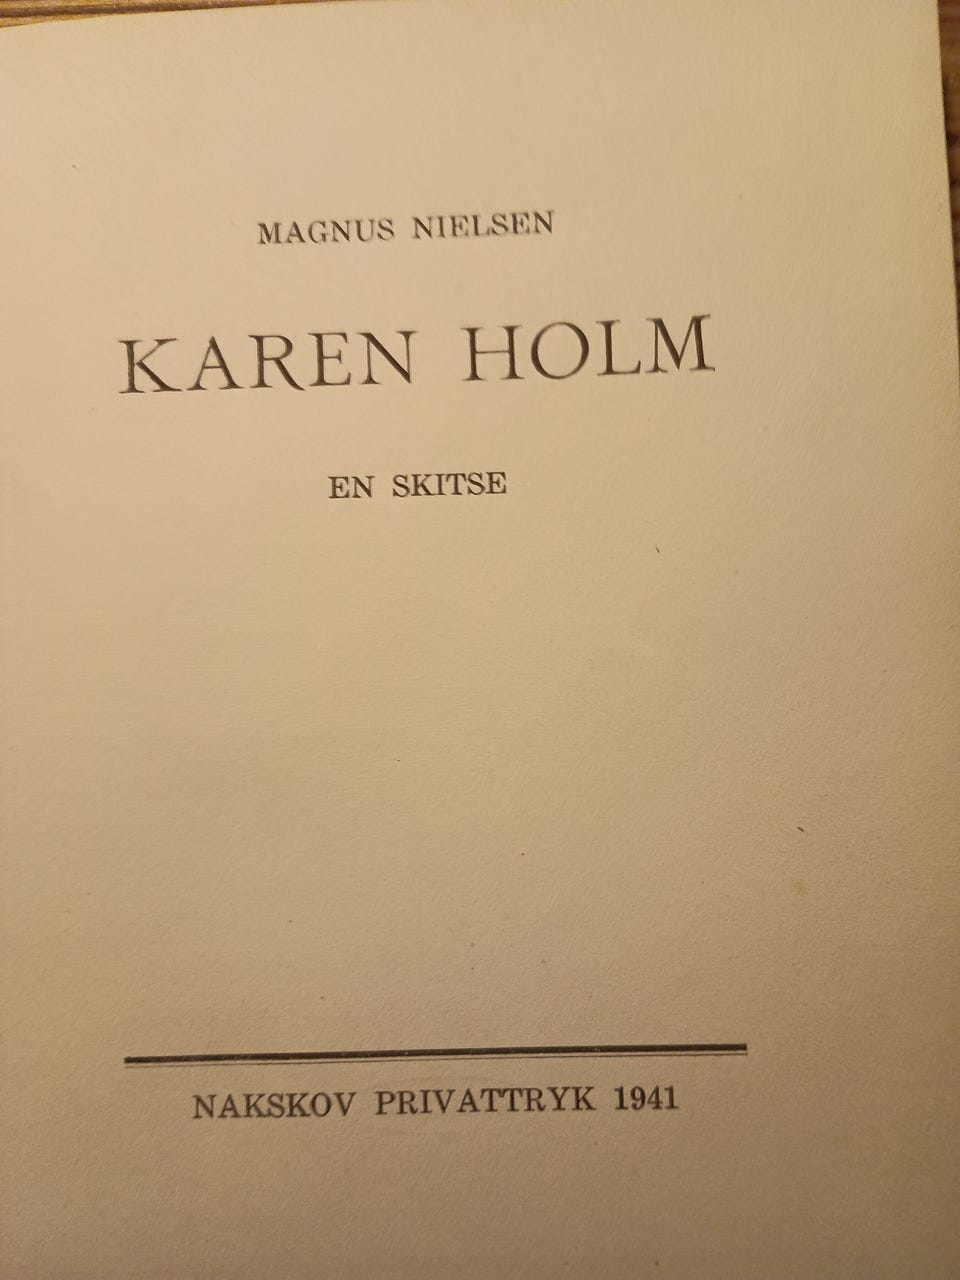 MAGNUS NIELSEN
KAREN HOLM
EN SKITSE
NAKSKOV PRIVATTRYK 1941